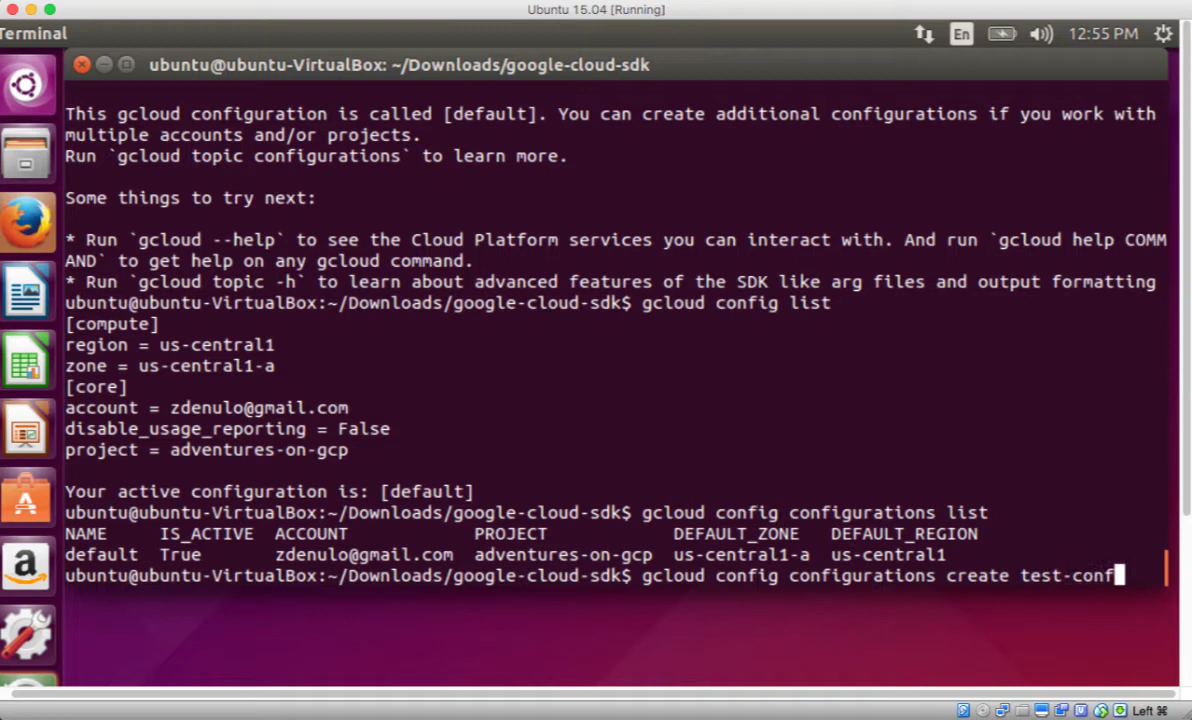 Ubuntu 15.04 [Running]
Terminal
En
12:55 PM
ubuntu@ubuntu-VirtualBox: ~/Downloads/google-cloud-sdk
This gcloud configuration is called [default]. You can create additional configurations if you work with
multiple accounts and/or projects.
Run `gcloud topic configurations` to learn more.
Some things to try next:
* Run `gcloud --help` to see the Cloud Platform services you can interact with. And run `gcloud help COMM
AND` to get help on any gcloud command.
* Run `gcloud topic -h` to learn about advanced features of the SDK like arg files and output formatting
ubuntu@ubuntu-VirtualBox:~/Downloads/google-cloud-sdk$ gcloud config list
[compute]
region = us-central1
zone = us-central1-a
[core]
account = zdenulo@gmail.com
disable_usage_reporting = False
project = adventures-on-gcp
Your active configuration is: [default]
ubuntu@ubuntu-VirtualBox:~/Downloads/google-cloud-sdk$ gcloud config configurations list
NAME IS_ACTIVE ACCOUNT PROJECT DEFAULT_ZONE DEFAULT_REGION
default True zdenulo@gmail.com adventures-on-gcp us-central1-a us-central1
ubuntu@ubuntu-VirtualBox:~/Downloads/google-cloud-sdk$ gcloud config configurations create test-conf
Left ⌘